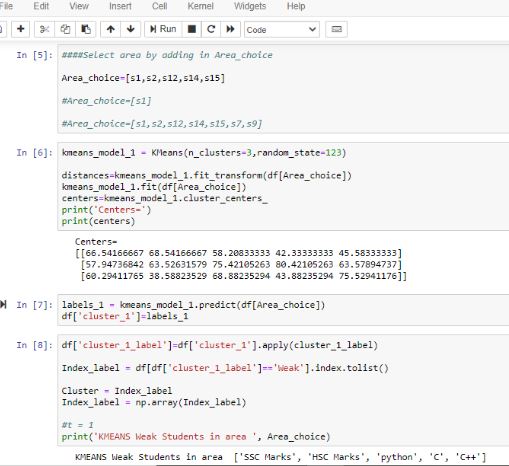 File Edit View Insert Cell Kernel Widgets Help
Run Code
In [5]: ####Select area by adding in Area_choice
Area_choice=[s1,s2,s12,s14,s15]
#Area_choice=[s1]
#Area_choice=[s1,s2,s12,s14,s15,s7,s9]
In [6]: kmeans_model_1 = KMeans(n_clusters=3,random_state=123)
distances=kmeans_model_1.fit_transform(df[Area_choice])
kmeans_model_1.fit(df[Area_choice])
centers=kmeans_model_1.cluster_centers_
print('Centers=')
print(centers)
Centers=
[[66.54166667 68.54166667 58.20833333 42.33333333 45.58333333]
[57.94736842 63.52631579 75.42105263 80.42105263 63.57894737]
[60.29411765 38.58823529 68.88235294 43.88235294 75.52941176]]
In [7]: labels_1 = kmeans_model_1.predict(df[Area_choice])
df['cluster_1']=labels_1
In [8]: df['cluster_1_label']=df['cluster_1'].apply(cluster_1_label)
Index_label = df[df['cluster_1_label']=='Weak'].index.tolist()
Cluster = Index_label
Index_label = np.array(Index_label)
#t = 1
print('KMEANS Weak Students in area ', Area_choice)
KMEANS Weak Students in area ['SSC Marks', 'HSC Marks', 'python', 'C', 'C++']